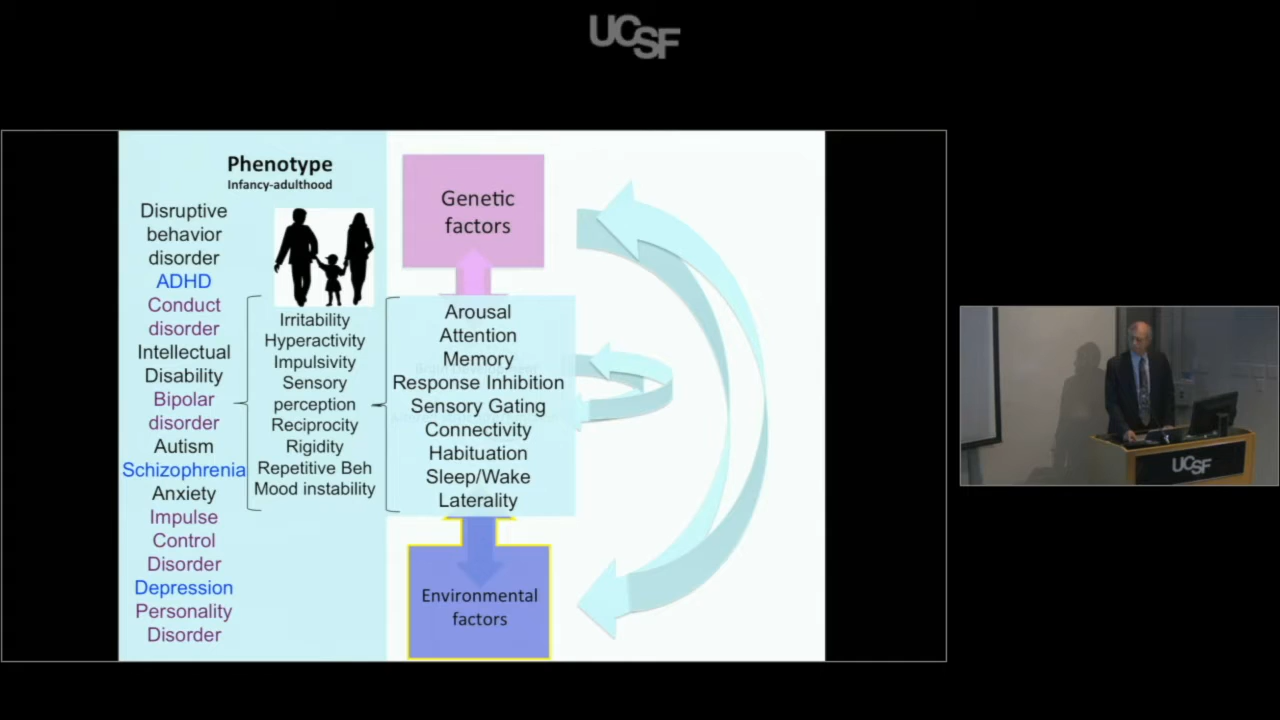 UCSF
Phenotype
Infancy-adulthood
Disruptive
behavior
disorder
ADHD
Conduct
disorder
Intellectual
Disability
Bipolar
disorder
Autism
Schizophrenia
Anxiety
Impulse
Control
Disorder
Depression
Personality
Disorder
Irritability
Hyperactivity
Impulsivity
Sensory
perception
Reciprocity
Rigidity
Repetitive Beh
Mood instability
Genetic
factors
Arousal
Attention
Memory
Response Inhibition
Sensory Gating
Connectivity
Habituation
Sleep/Wake
Laterality
Environmental
factors
UCSF